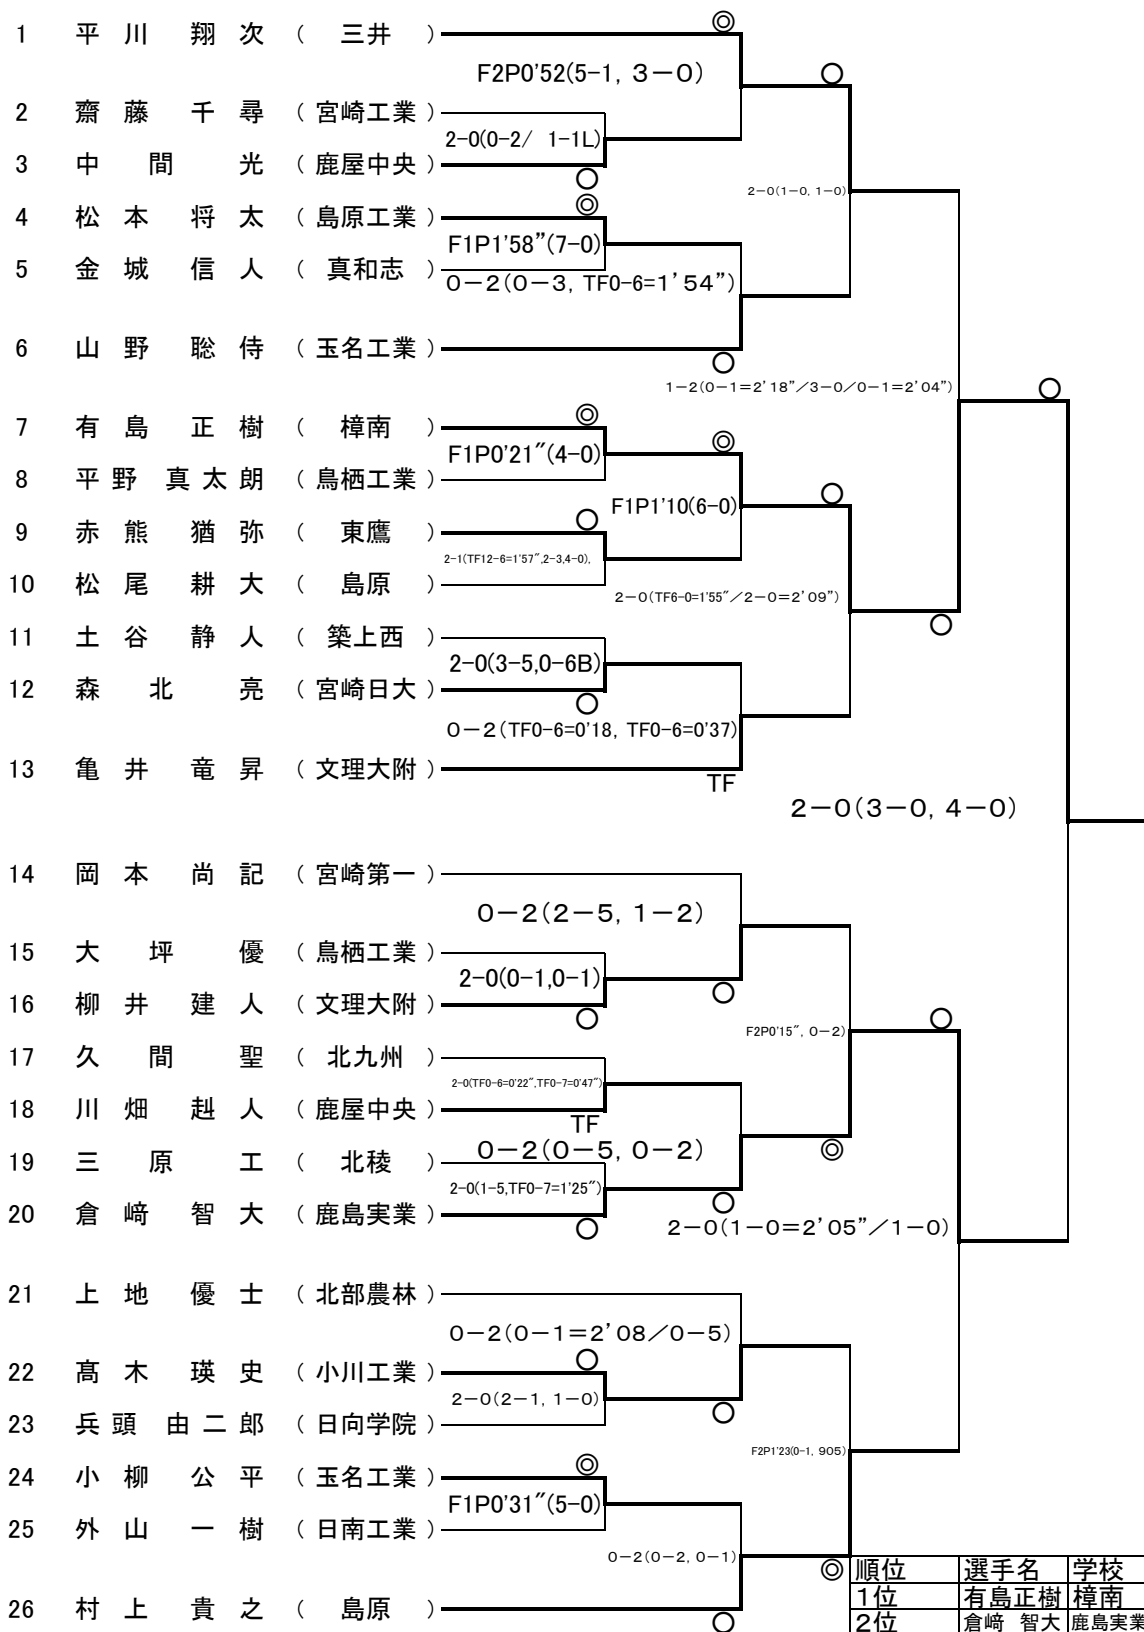 ◎
1 平川 翔次 （ 三井 ）
F2P0'52(5-1, 3－0)
○
2 齋藤 千尋 （ 宮崎工業 ）
2-0(0-2/ 1-1L)
3 中間 光 （ 鹿屋中央 ）
○
2－0（1－0，1－0）
◎
4 松本 将太 （ 島原工業 ）
F1P1'58”(7-0)
5 金城 信人 （ 真和志 ）
0－2（0－3，TF0-6=1’54”）
6 山野 聡侍 （ 玉名工業 ）
○
1－2（0－1＝2’18”／3－0／0－1＝2’04”）
○
◎
7 有島 正樹 （ 樟南 ）
◎
F1P0'21”(4-0)
8 平野 真太朗 （ 鳥栖工業 ）
○
F1P1'10(6-0)
○
9 赤熊 猶弥 （ 東鷹 ）
2-1(TF12-6=1'57”,2-3,4-0),
10 松尾 耕大 （ 島原 ）
2－0（TF6-0=1'55”／2－0＝2’09”）
○
11 土谷 静人 （ 築上西 ）
2-0(3-5,0-6B)
12 森北 亮 （ 宮崎日大 ）
○
0－2（TF0-6=0'18，TF0-6=0'37）
13 亀井 竜昇 （ 文理大附 ）
TF
2－0（3－0，4－0）
14 岡本 尚記 （ 宮崎第一 ）
0－2（2－5，1－2）
15 大坪 優 （ 鳥栖工業 ）
2-0(0-1,0-1)
○
16 柳井 建人 （ 文理大附 ）
○
○
F2P0'15”，0－2）
17 久間 聖 （ 北九州 ）
2-0(TF0-6=0'22”,TF0-7=0'47”)
18 川畑 赳人 （ 鹿屋中央 ）
TF
0－2（0－5，0－2）
◎
19 三原 工 （ 北稜 ）
2-0(1-5,TF0-7=1'25”)
○
20 倉﨑 智大 （ 鹿島実業 ）
○
2－0（1－0＝2’05”／1－0）
21 上地 優士 （ 北部農林 ）
0－2（0－1＝2’08／0－5）
○
22 髙木 瑛史 （ 小川工業 ）
2－0（2－1，1－0）
○
23 兵頭 由二郎 （ 日向学院 ）
F2P1'23(0-1, 905）
◎
24 小柳 公平 （ 玉名工業 ）
F1P0'31”(5-0)
25 外山 一樹 （ 日南工業 ）
0－2（0－2，0－1）
◎
26 村上 貴之 （ 島原 ）
○
順位 選手名 学校
1位 有島正樹 樟南
2位 倉﨑 智大 鹿島実業